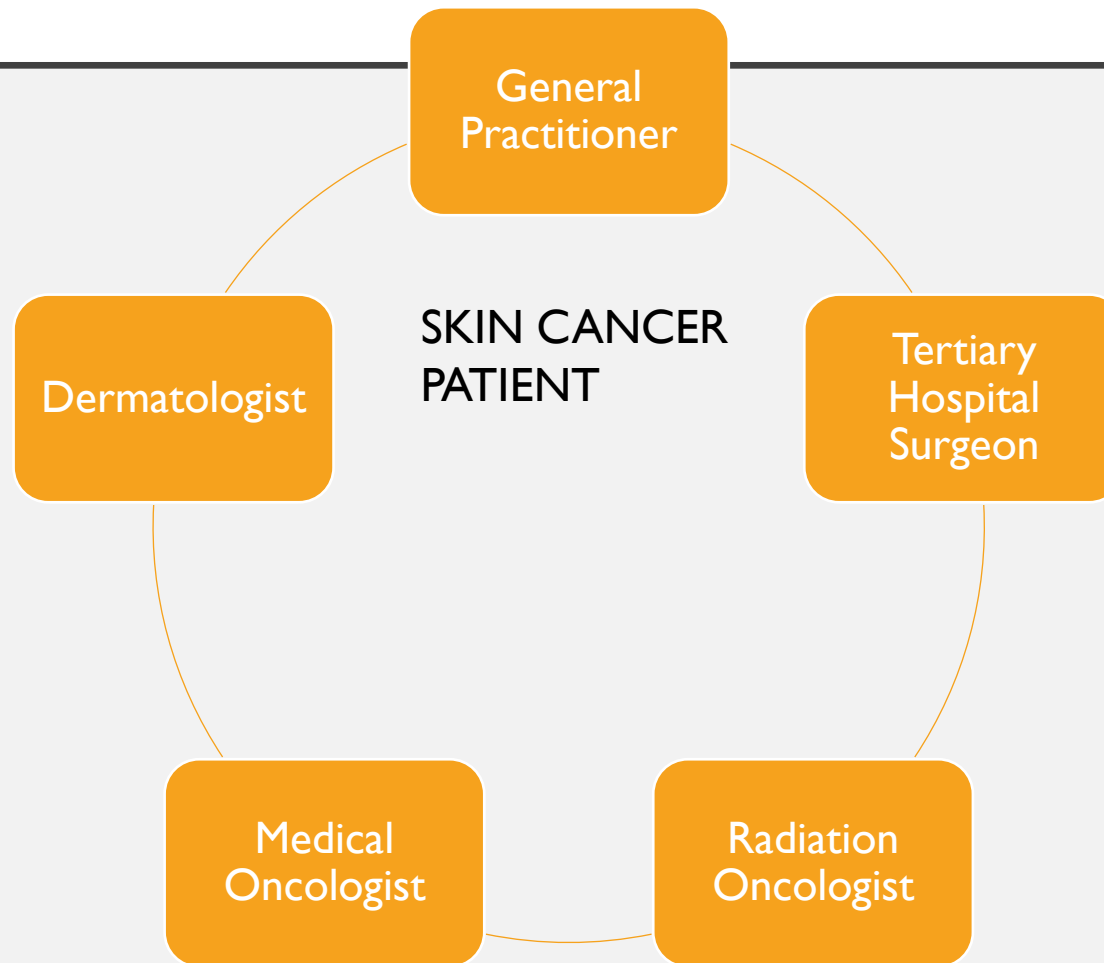 General
Practitioner
SKIN CANCER
PATIENT
Dermatologist
Tertiary
Hospital
Surgeon
Medical
Oncologist
Radiation
Oncologist